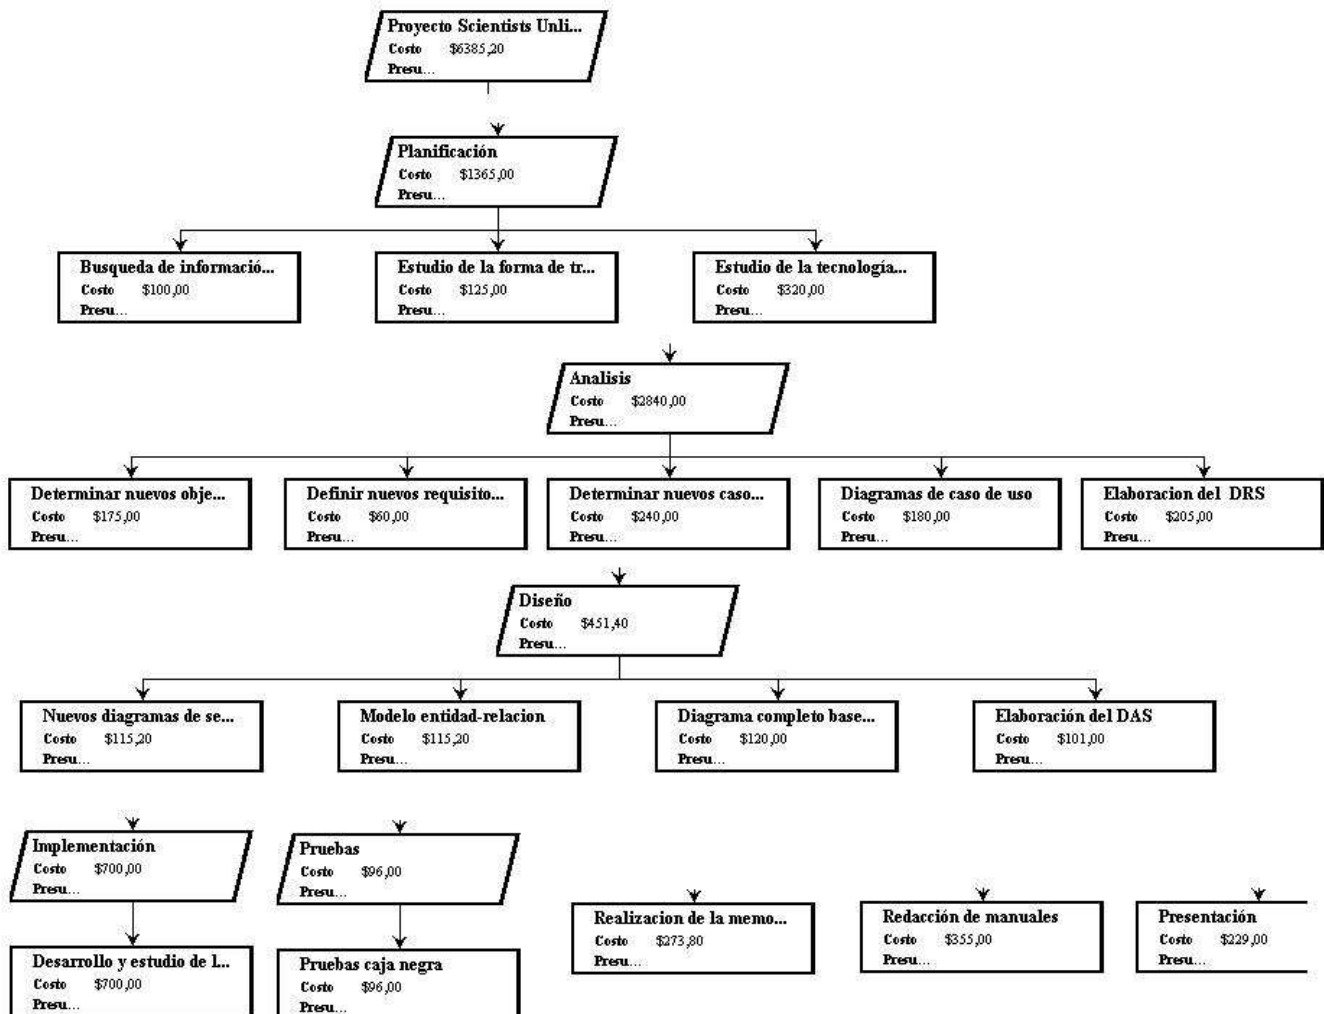 Proyecto Scientists Unli...
Costo $6385,20
Presu...
Planificación
Costo $1365,00
Presu...
Busqueda de informació...
Costo $100,00
Presu...
Estudio de la forma de tr...
Costo $125,00
Presu...
Estudio de la tecnología...
Costo $320,00
Presu...
Analisis
Costo $2840,00
Presu...
Determinar nuevos obje...
Costo $175,00
Presu...
Definir nuevos requisito...
Costo $60,00
Presu...
Determinar nuevos caso...
Costo $240,00
Presu...
Diagramas de caso de uso
Costo $180,00
Presu...
Elaboracion del DRS
Costo $205,00
Presu...
Diseño
Costo $451,40
Presu...
Nuevos diagramas de se...
Costo $115,20
Presu...
Modelo entidad-relacion
Costo $115,20
Presu...
Diagrama completo base...
Costo $120,00
Presu...
Elaboración del DAS
Costo $101,00
Presu...
Implementación
Costo $700,00
Presu...
Pruebas
Costo $96,00
Presu...
Realizacion de la memo...
Costo $273,80
Presu...
Redacción de manuales
Costo $355,00
Presu...
Presentación
Costo $229,00
Presu...
Desarrollo y estudio de l...
Costo $700,00
Presu...
Pruebas caja negra
Costo $96,00
Presu...